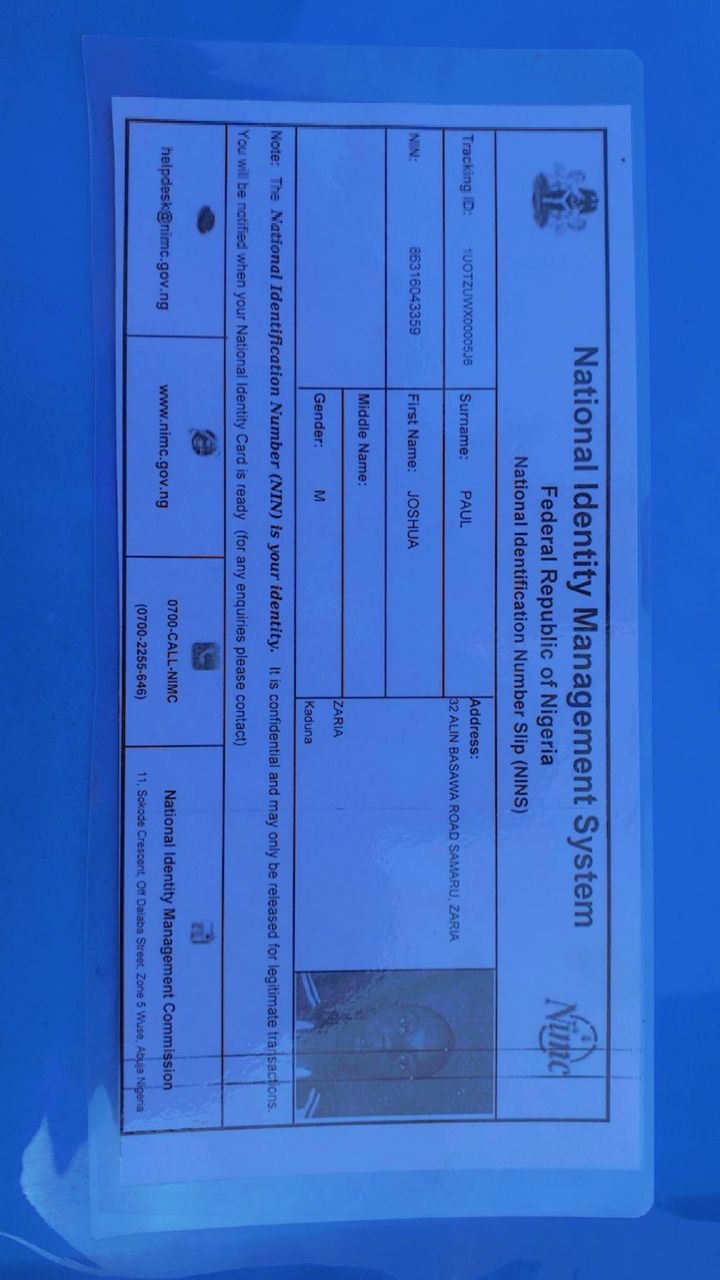 National Identity Management System
Federal Republic of Nigeria
National Identification Number Slip (NINS)
Nimc
Tracking ID: 1UOTZUWX00005J6
Surname: PAUL
Address:
32 ALIN BASAWA ROAD SAMARU, ZARIA
NIN: 86316043359
First Name: JOSHUA
Middle Name:
Gender: M
ZARIA
Kaduna
Note: The National Identification Number (NIN) is your identity. It is confidential and may only be released for legitimate transactions.
You will be notified when your National Identity Card is ready (for any enquiries please contact)
helpdesk@nimc.gov.ng
www.nimc.gov.ng
0700-CALL-NIMC
(0700-2255-646)
National Identity Management Commission
11, Sokode Crescent, Off Dalaba Street, Zone 5 Wuse, Abuja Nigeria